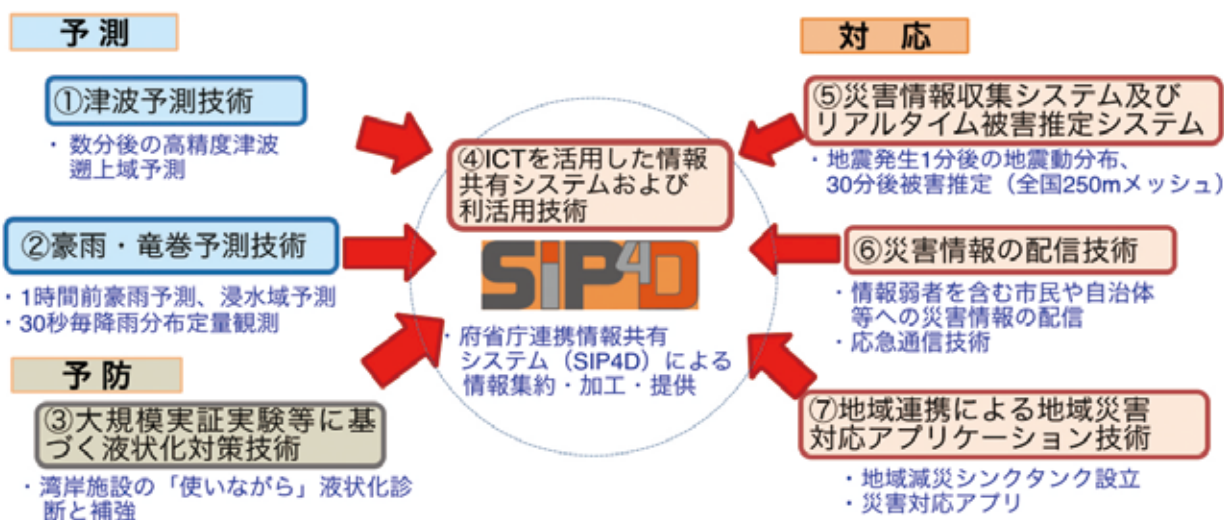 予 測
①津波予測技術
・数分後の高精度津波
遡上域予測
②豪雨・竜巻予測技術
・1時間前豪雨予測、浸水域予測
・30秒毎降雨分布定量観測
予 防
③大規模実証実験等に基
づく液状化対策技術
・湾岸施設の「使いながら」液状化診
断と補強
④ICTを活用した情報
共有システムおよび
利活用技術
SiP4D
・府省庁連携情報共有
システム（SIP4D）による
情報集約・加工・提供
対 応
⑤災害情報収集システム及び
リアルタイム被害推定システム
・地震発生1分後の地震動分布、
30分後被害推定（全国250mメッシュ）
⑥災害情報の配信技術
・情報弱者を含む市民や自治体
等への災害情報の配信
・応急通信技術
⑦地域連携による地域災害
対応アプリケーション技術
・地域減災シンクタンク設立
・災害対応アプリ